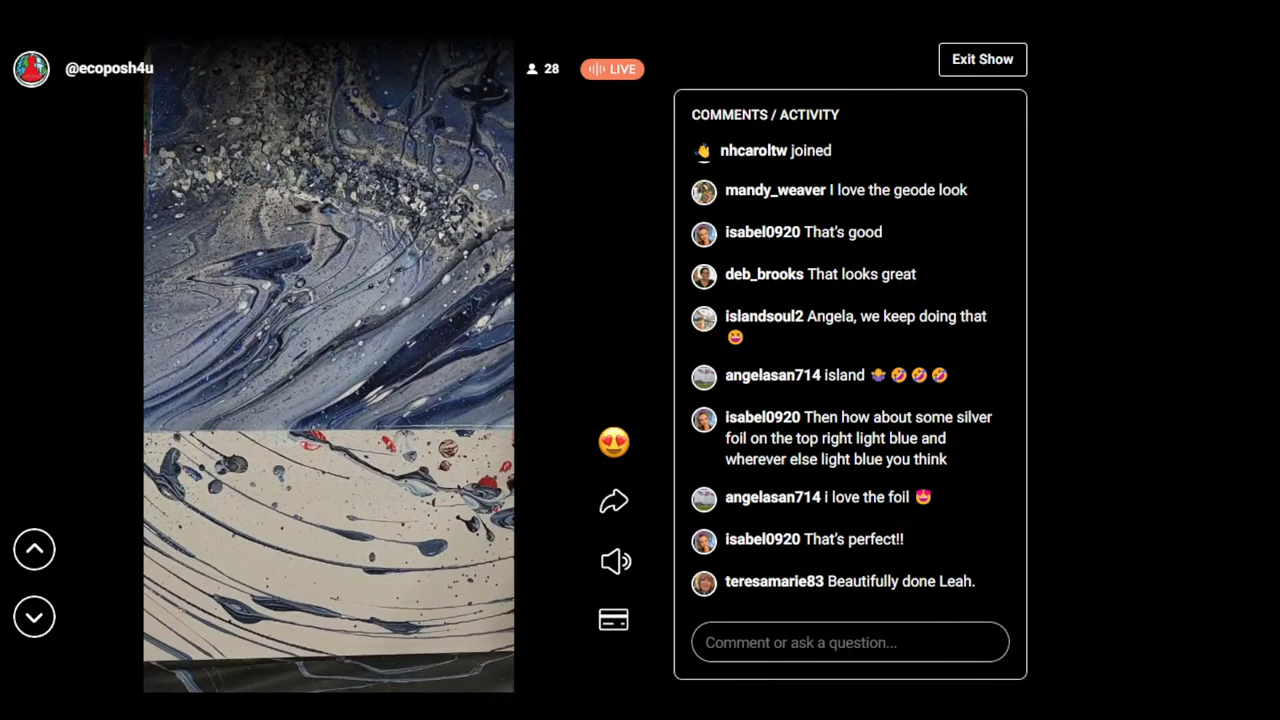 @ecoposh4u
28
LIVE
Exit Show
COMMENTS / ACTIVITY
nhcaroltw joined
mandy_weaver I love the geode look
isabel0920 That's good
deb_brooks That looks great
islandsoul2 Angela, we keep doing that
😆
angelasan714 island 🤷 🤣 🤣 🤣
isabel0920 Then how about some silver
foil on the top right light blue and
wherever else light blue you think
angelasan714 i love the foil 😍
isabel0920 That's perfect!!
teresamarie83 Beautifully done Leah.
Comment or ask a question...